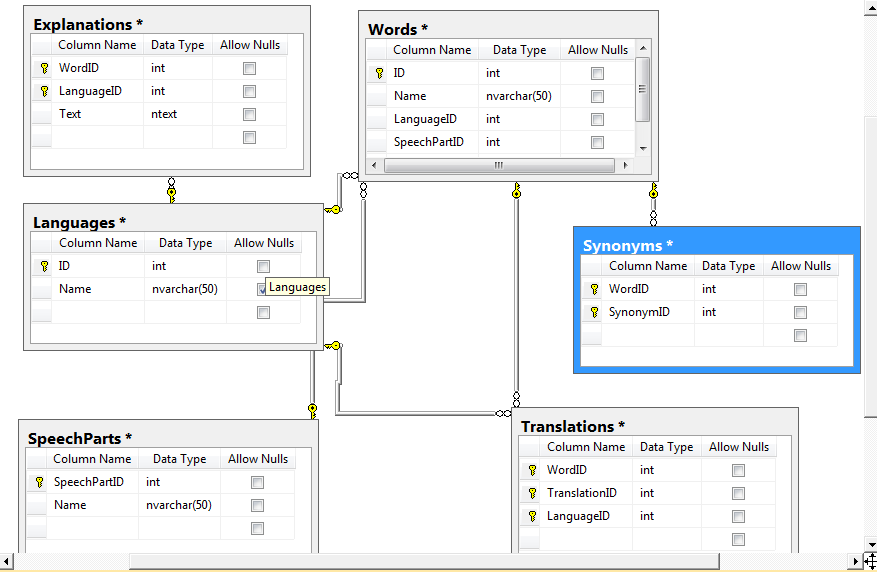 Explanations *
Column Name Data Type Allow Nulls
WordID int
LanguageID int
Text ntext
Words *
Column Name Data Type Allow Nulls
ID int
Name nvarchar(50)
LanguageID int
SpeechPartID int
Languages *
Column Name Data Type Allow Nulls
ID int
Name nvarchar(50)
Languages
Synonyms *
Column Name Data Type Allow Nulls
WordID int
SynonymID int
SpeechParts *
Column Name Data Type Allow Nulls
SpeechPartID int
Name nvarchar(50)
Translations *
Column Name Data Type Allow Nulls
WordID int
TranslationID int
LanguageID int